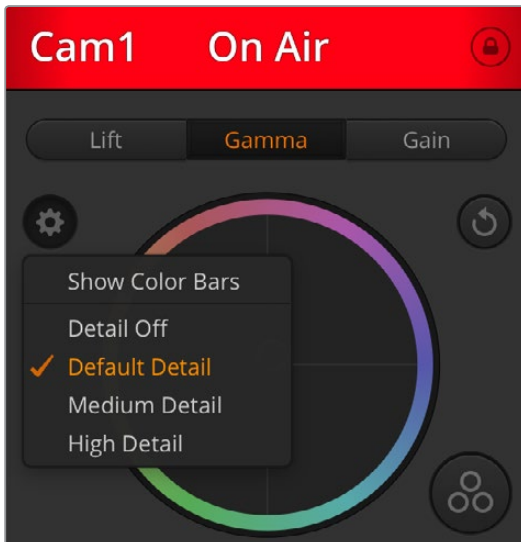 Cam1 On Air
Lift Gamma Gain
Show Color Bars
Detail Off
Default Detail
Medium Detail
High Detail